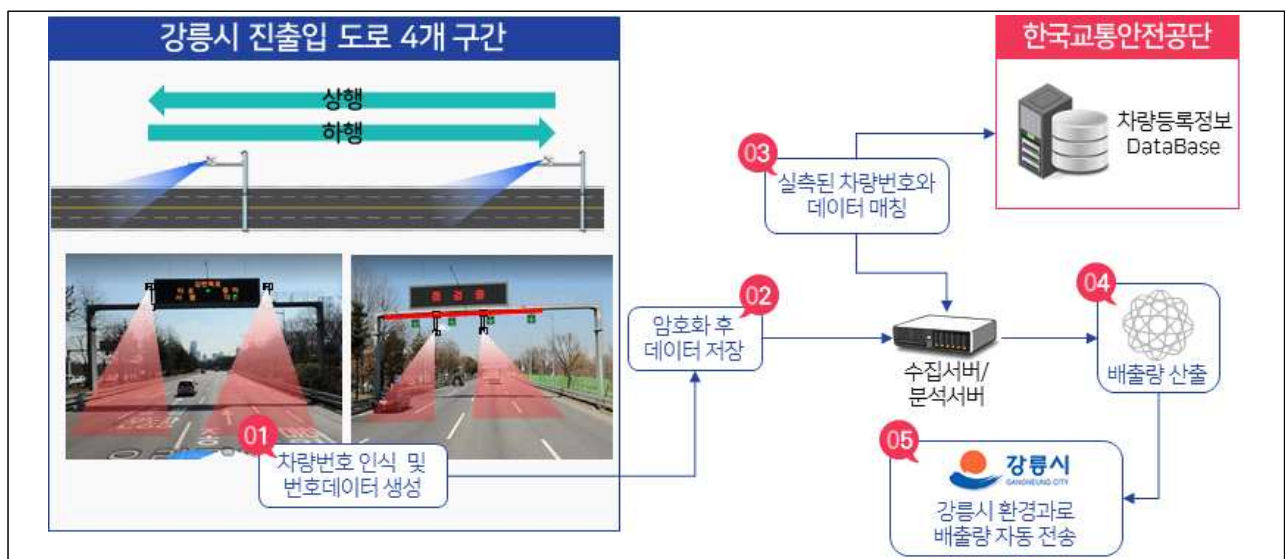 강릉시 진출입 도로 4개 구간
상행
하행
01
차량번호 인식 및
번호데이터 생성
02
암호화 후
데이터 저장
03
실측된 차량번호와
데이터 매칭
한국교통안전공단
차량등록정보
DataBase
수집서버/
분석서버
04
배출량 산출
05
강릉시
GANGNEUNG CITY
강릉시 환경과로
배출량 자동 전송